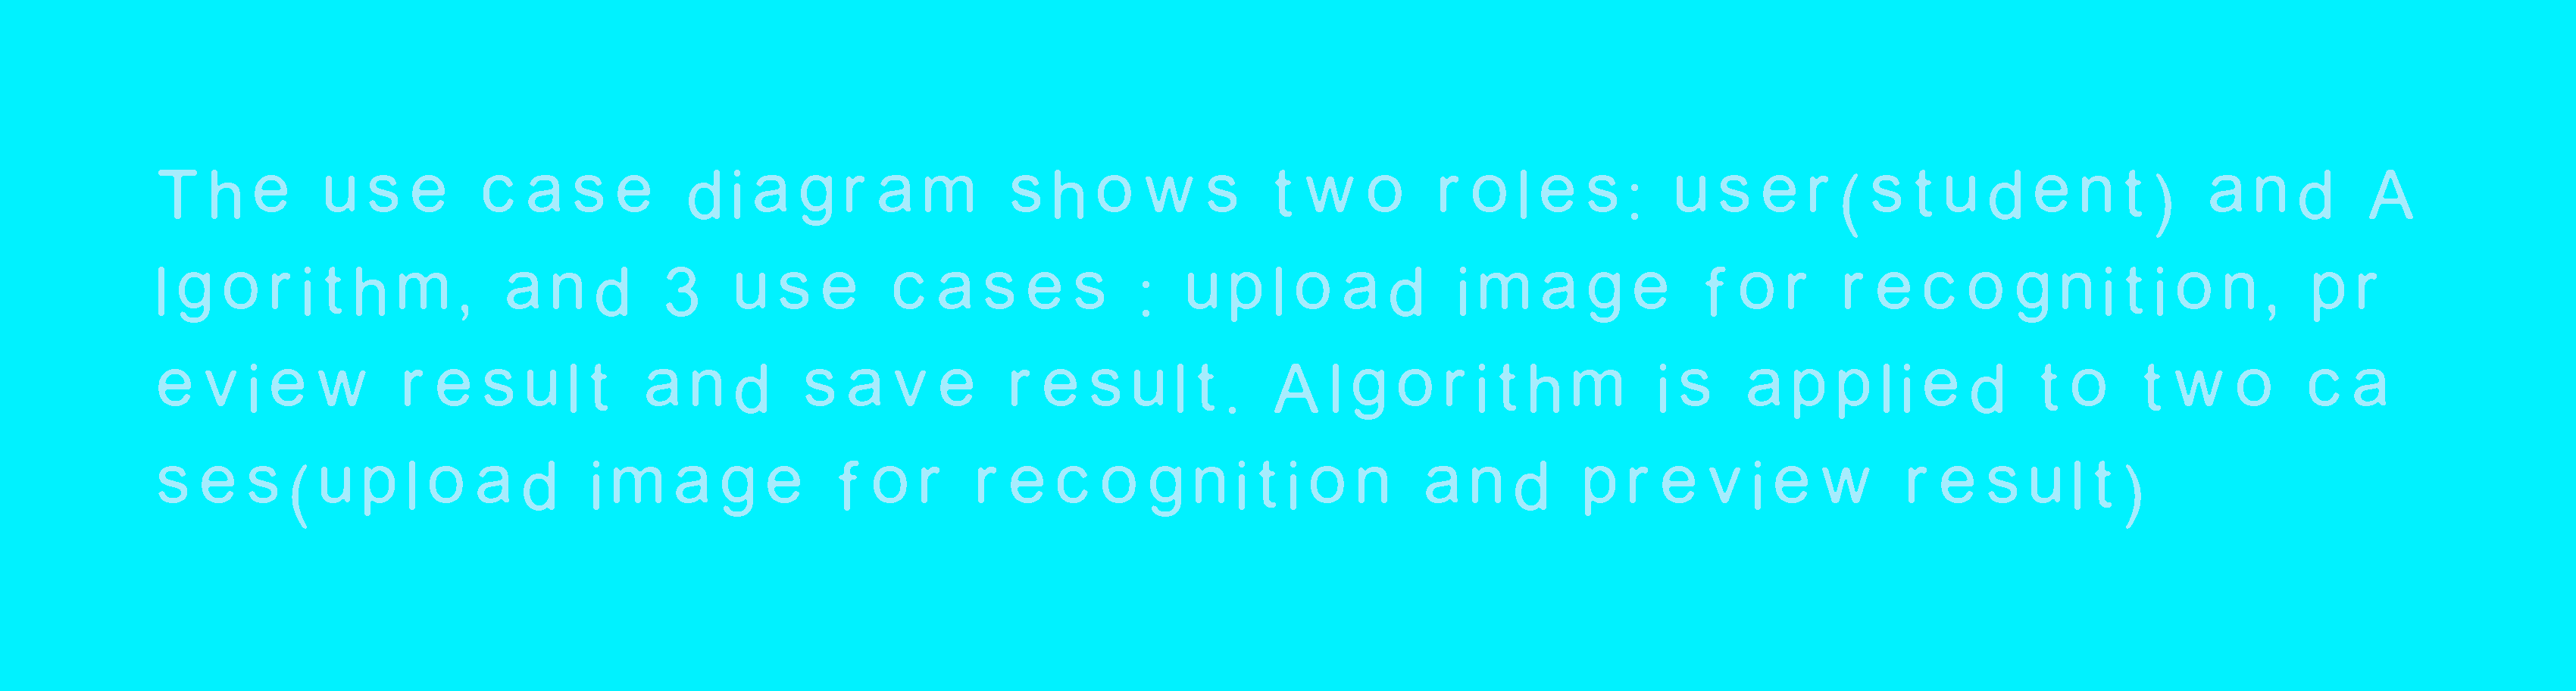 The use case diagram shows two roles: user(student) and A
lgorithm, and 3 use cases : upload image for recognition, pr
eview result and save result. Algorithm is applied to two ca
ses(upload image for recognition and preview result)